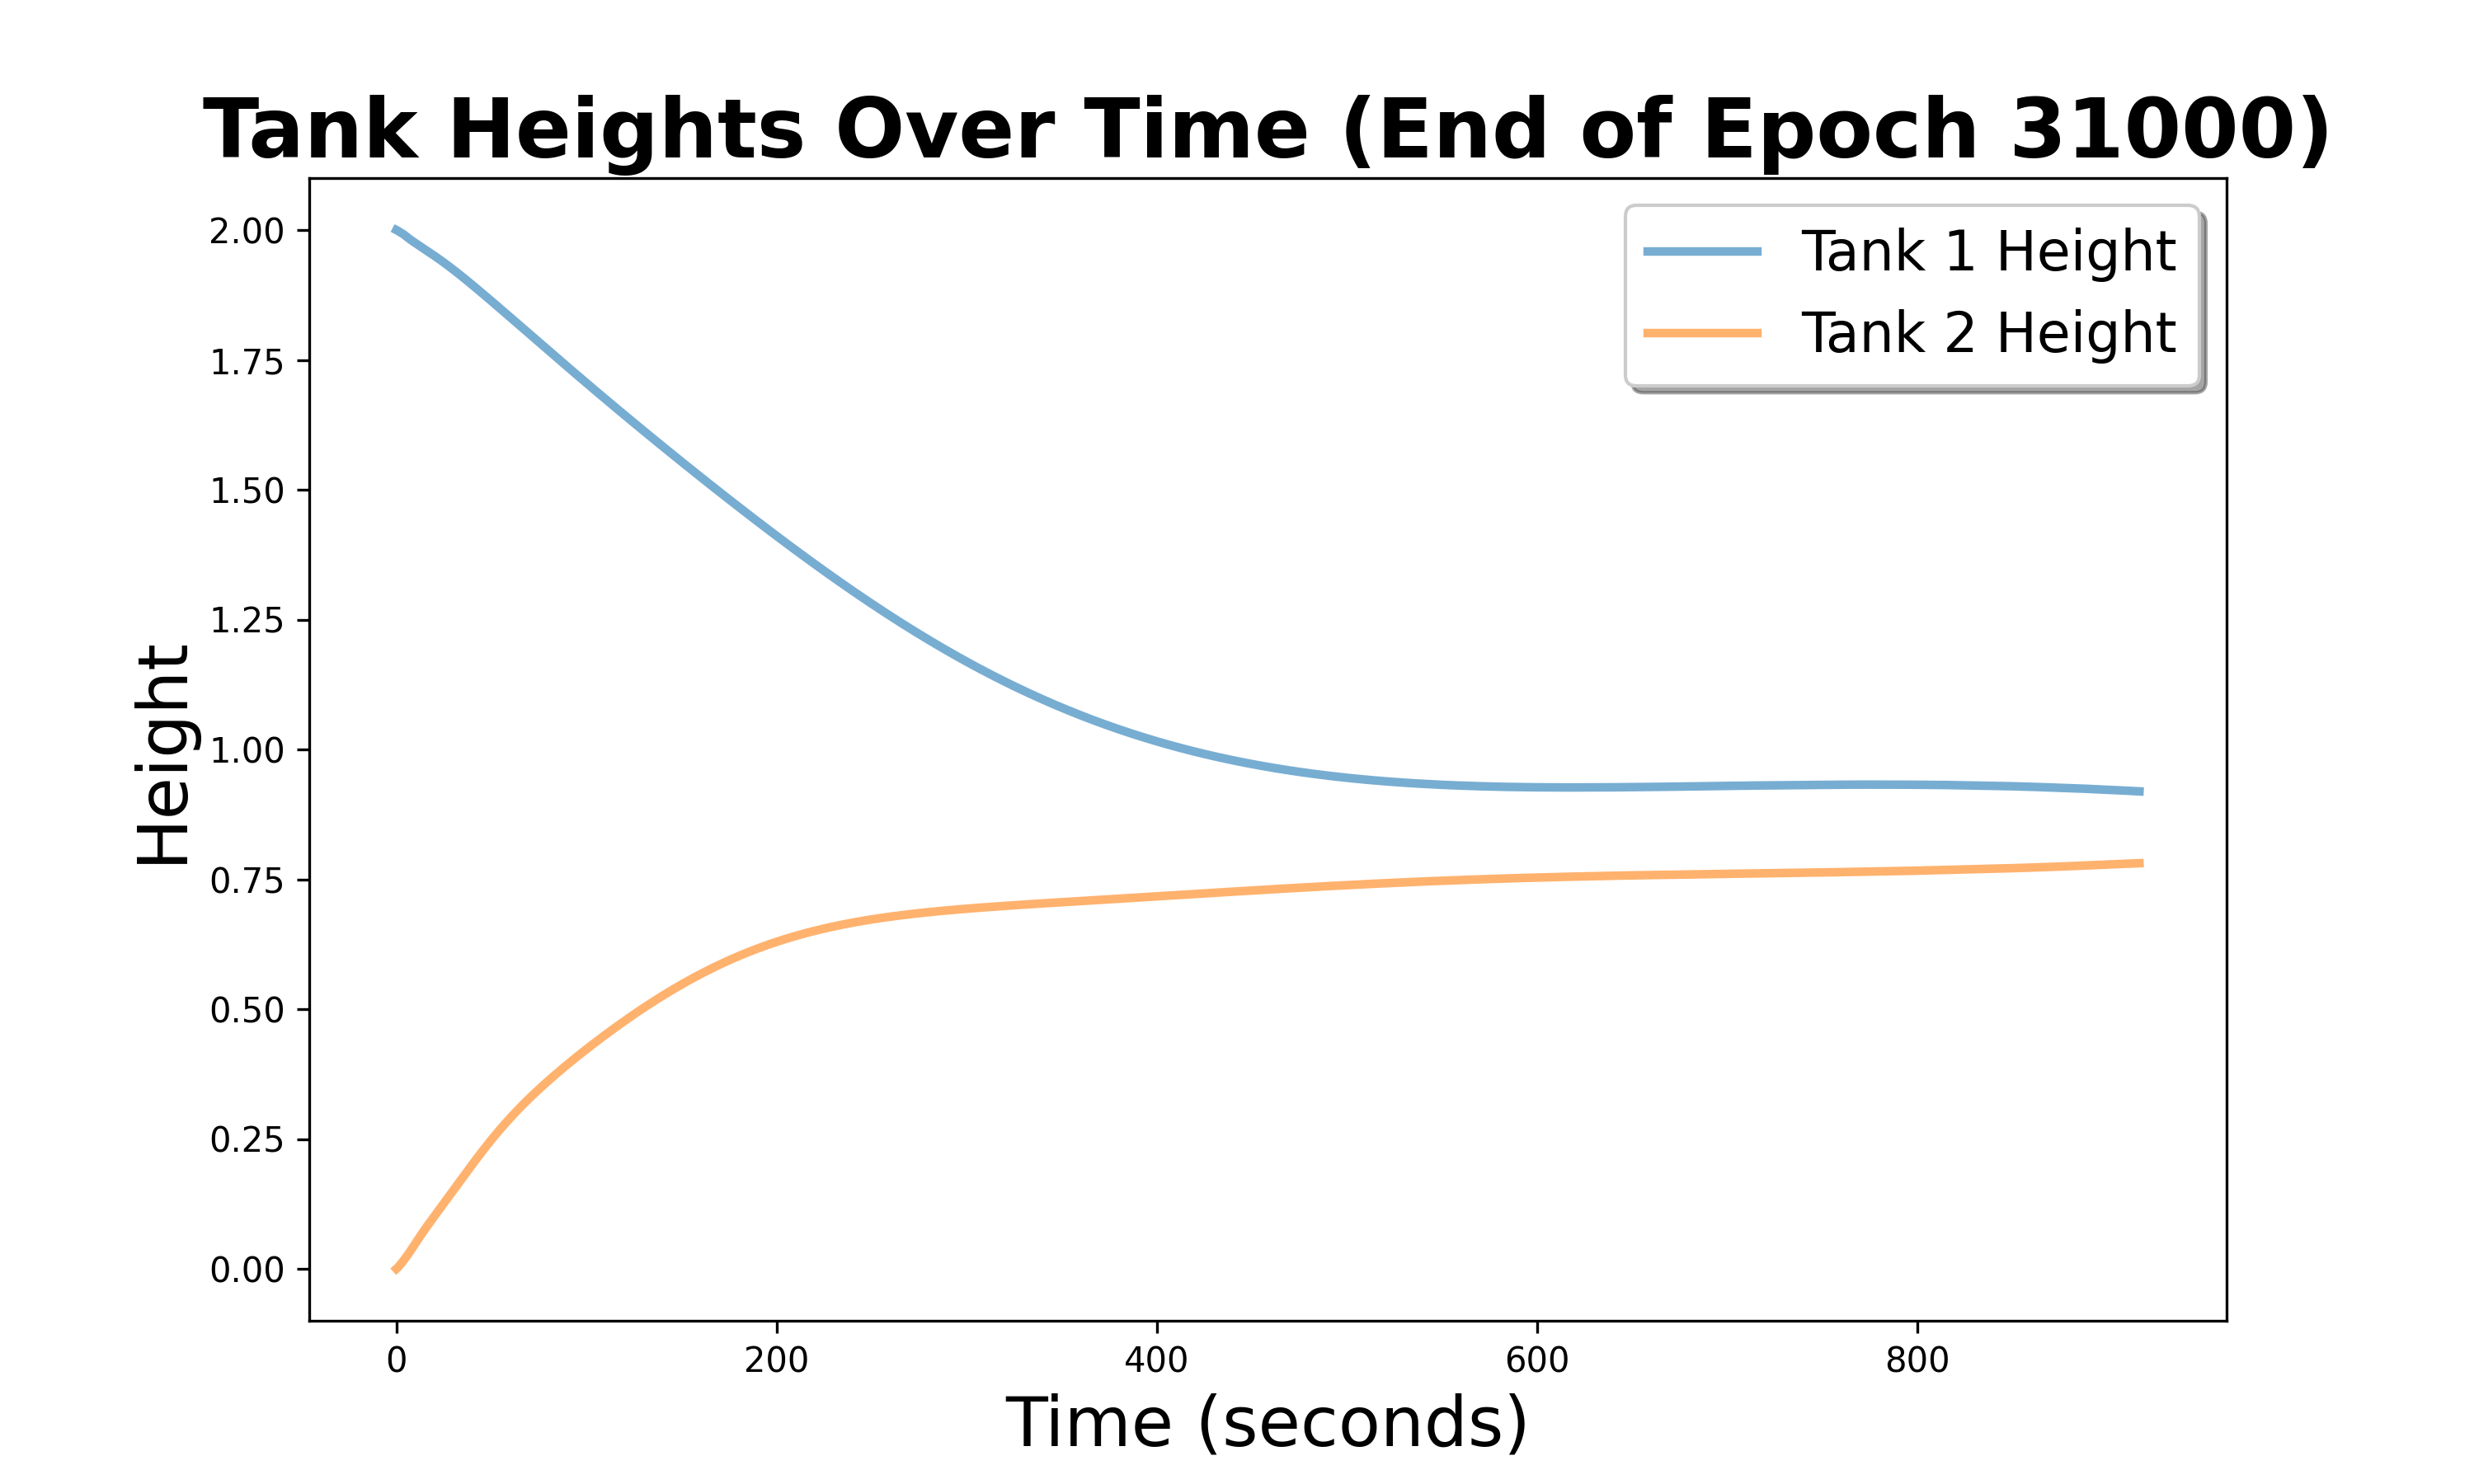 Tank Heights Over Time (End of Epoch 31000)
Tank 1 Height
Tank 2 Height
Height
2.00
1.75
1.50
1.25
1.00
0.75
0.50
0.25
0.00
0 200 400 600 800
Time (seconds)